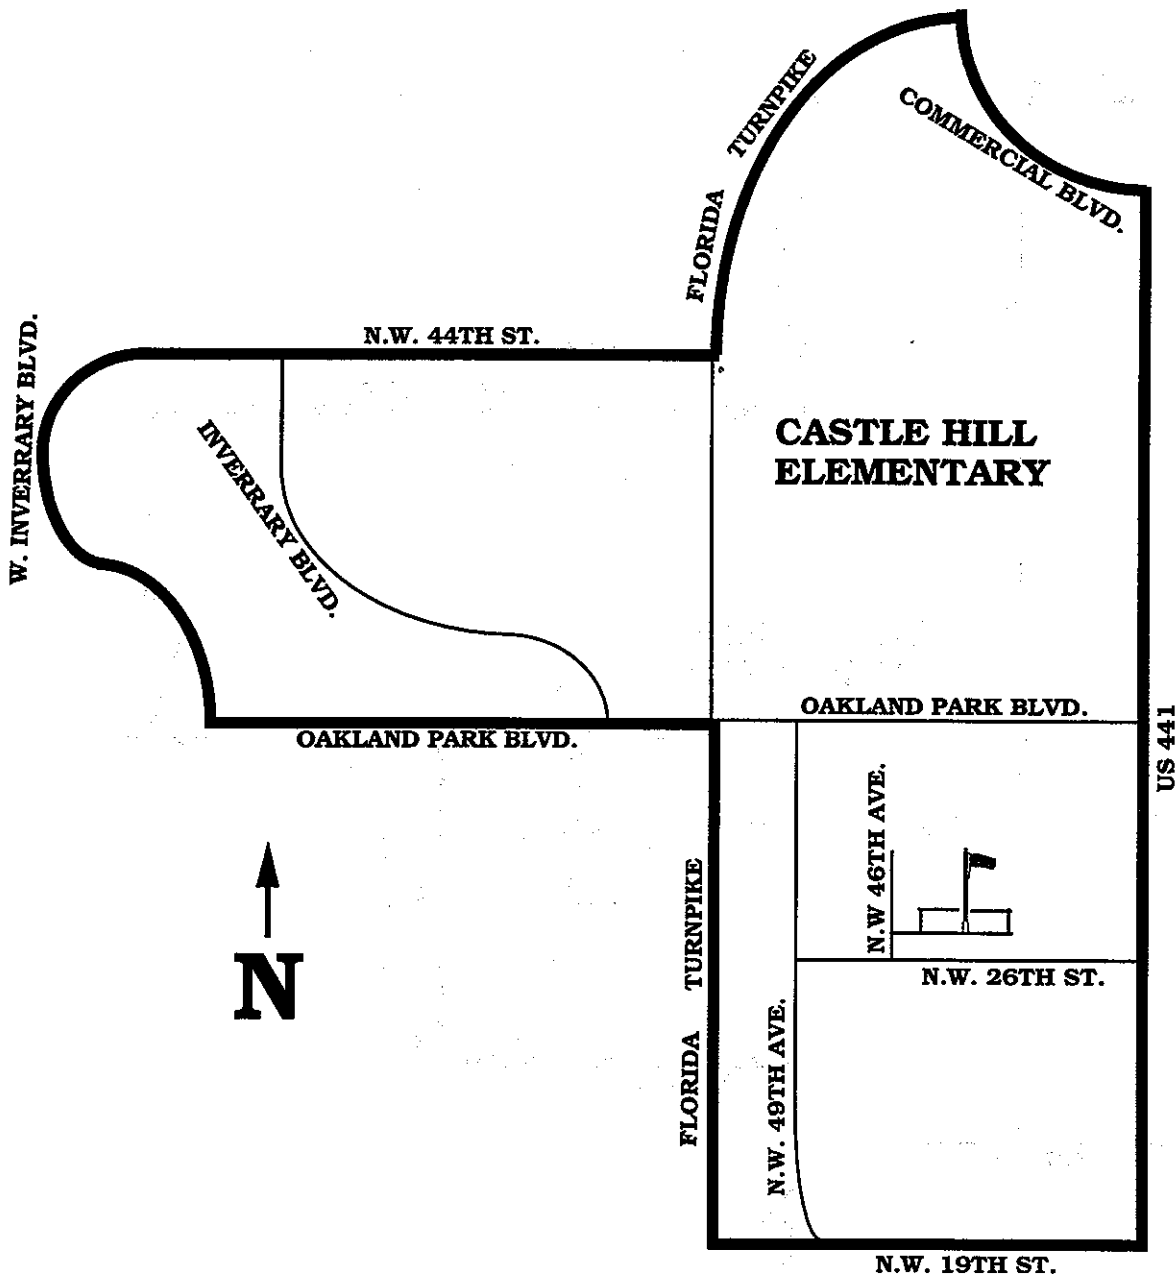 TURNPIKE
COMMERCIAL BLVD.
FLORIDA
N.W. 44TH ST.
W. INVERRARY BLVD.
INVERRARY BLVD.
CASTLE HILL
ELEMENTARY
OAKLAND PARK BLVD.
OAKLAND PARK BLVD.
US 441
N.W 46TH AVE.
TURNPIKE
N
N.W. 26TH ST.
FLORIDA
N.W. 49TH AVE.
N.W. 19TH ST.